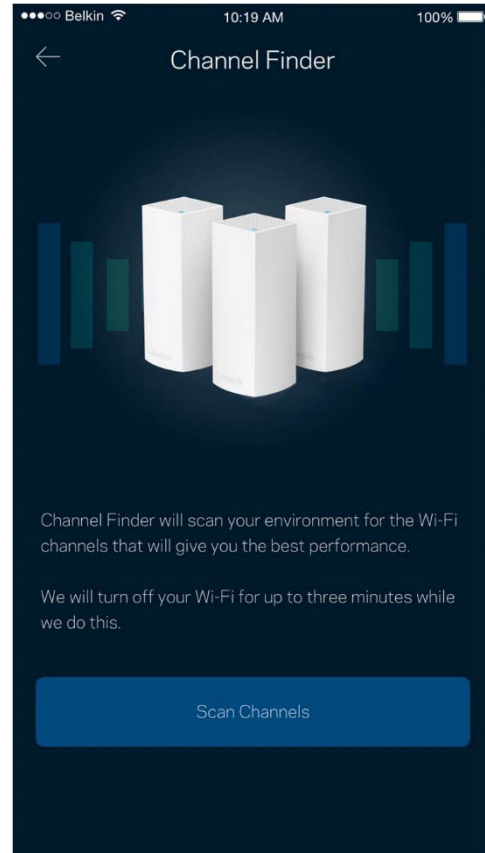 Belkin 10:19 AM 100%
Channel Finder
Channel Finder will scan your environment for the Wi-Fi
channels that will give you the best performance.
We will turn off your Wi-Fi for up to three minutes while
we do this.
Scan Channels